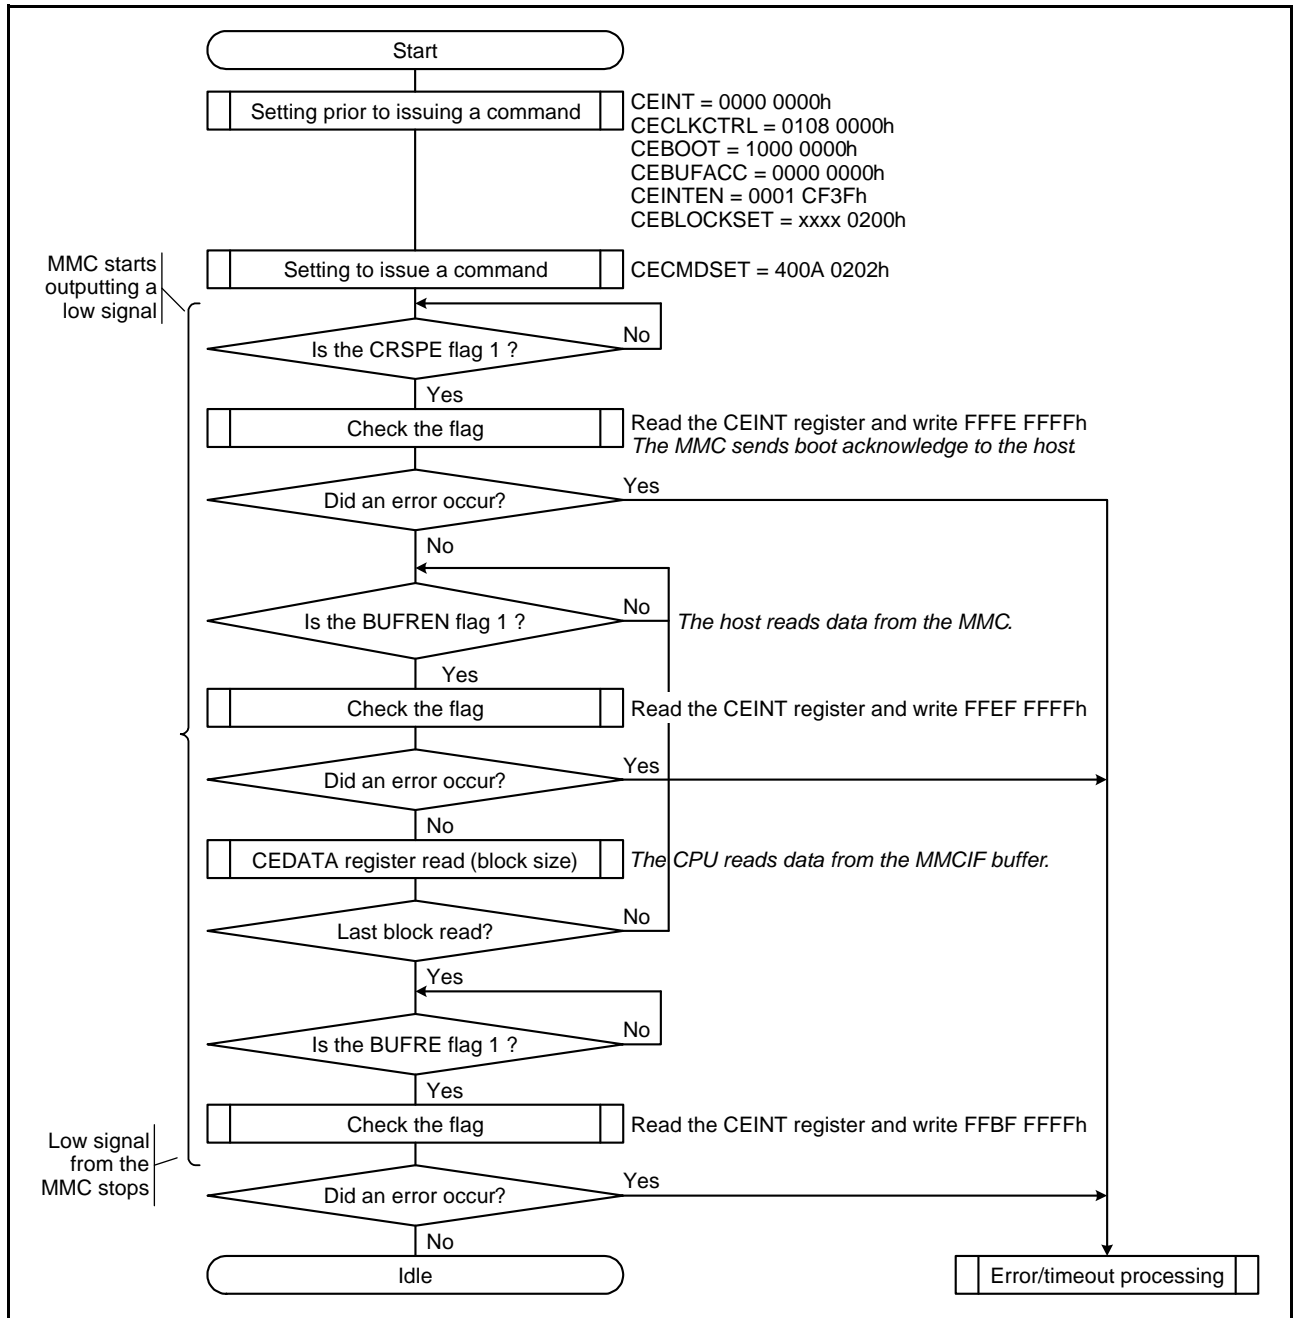 Start
Setting prior to issuing a command
CEINT = 0000 0000h
CECLKCTRL = 0108 0000h
CEBOOT = 1000 0000h
CEBUFACC = 0000 0000h
CEINTEN = 0001 CF3Fh
CEBLOCKSET = xxxx 0200h
MMC starts
outputting a
low signal
Setting to issue a command
CECMDSET = 400A 0202h
Is the CRSPE flag 1 ?
No
Yes
Check the flag
Read the CEINT register and write FFFE FFFFh
The MMC sends boot acknowledge to the host.
Did an error occur?
Yes
No
Is the BUFREN flag 1 ?
No
The host reads data from the MMC.
Yes
Check the flag
Read the CEINT register and write FFEF FFFFh
Did an error occur?
Yes
No
CEDATA register read (block size)
The CPU reads data from the MMCIF buffer.
Last block read?
No
Yes
Is the BUFRE flag 1 ?
No
Yes
Check the flag
Read the CEINT register and write FFBF FFFFh
Low signal
from the
MMC stops
Did an error occur?
Yes
No
Idle
Error/timeout processing